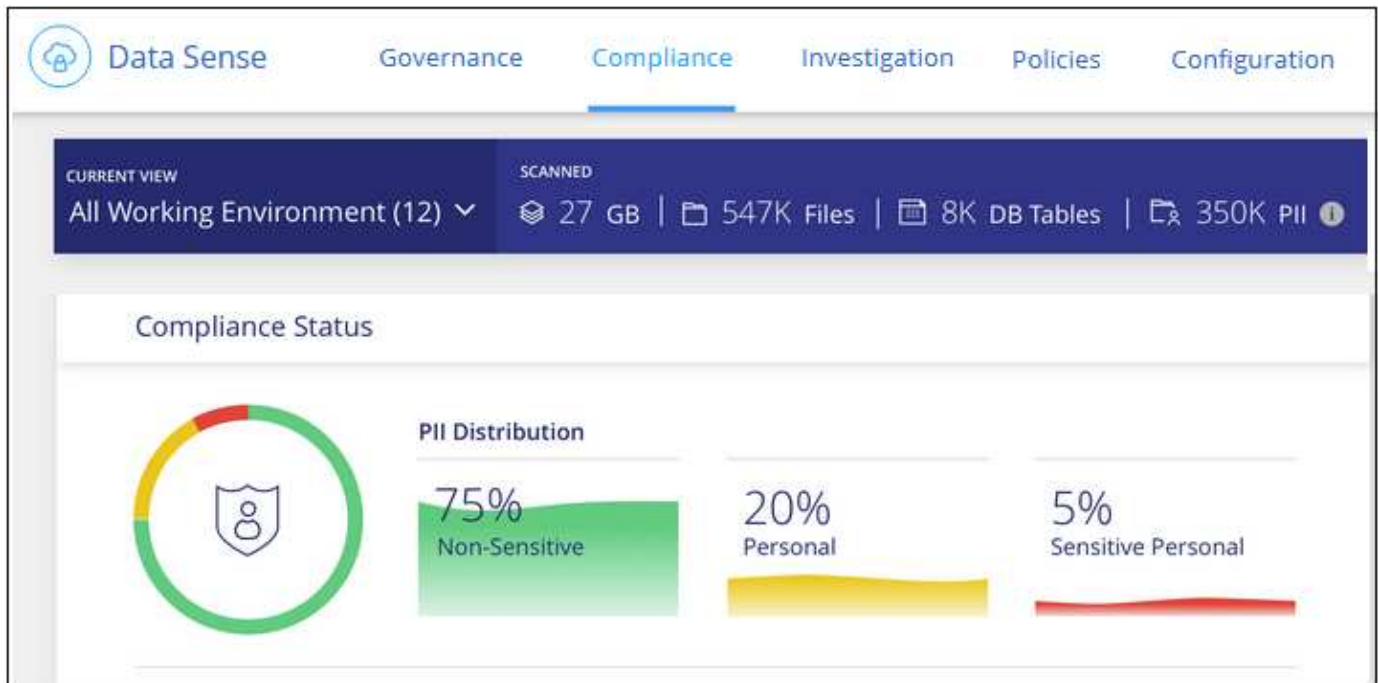 Data Sense Governance Compliance Investigation Policies Configuration
CURRENT VIEW SCANNED
All Working Environment (12) 27 GB | 547K Files | 8K DB Tables | 350K PII i
Compliance Status
PII Distribution
75% 20% 5%
Non-Sensitive Personal Sensitive Personal